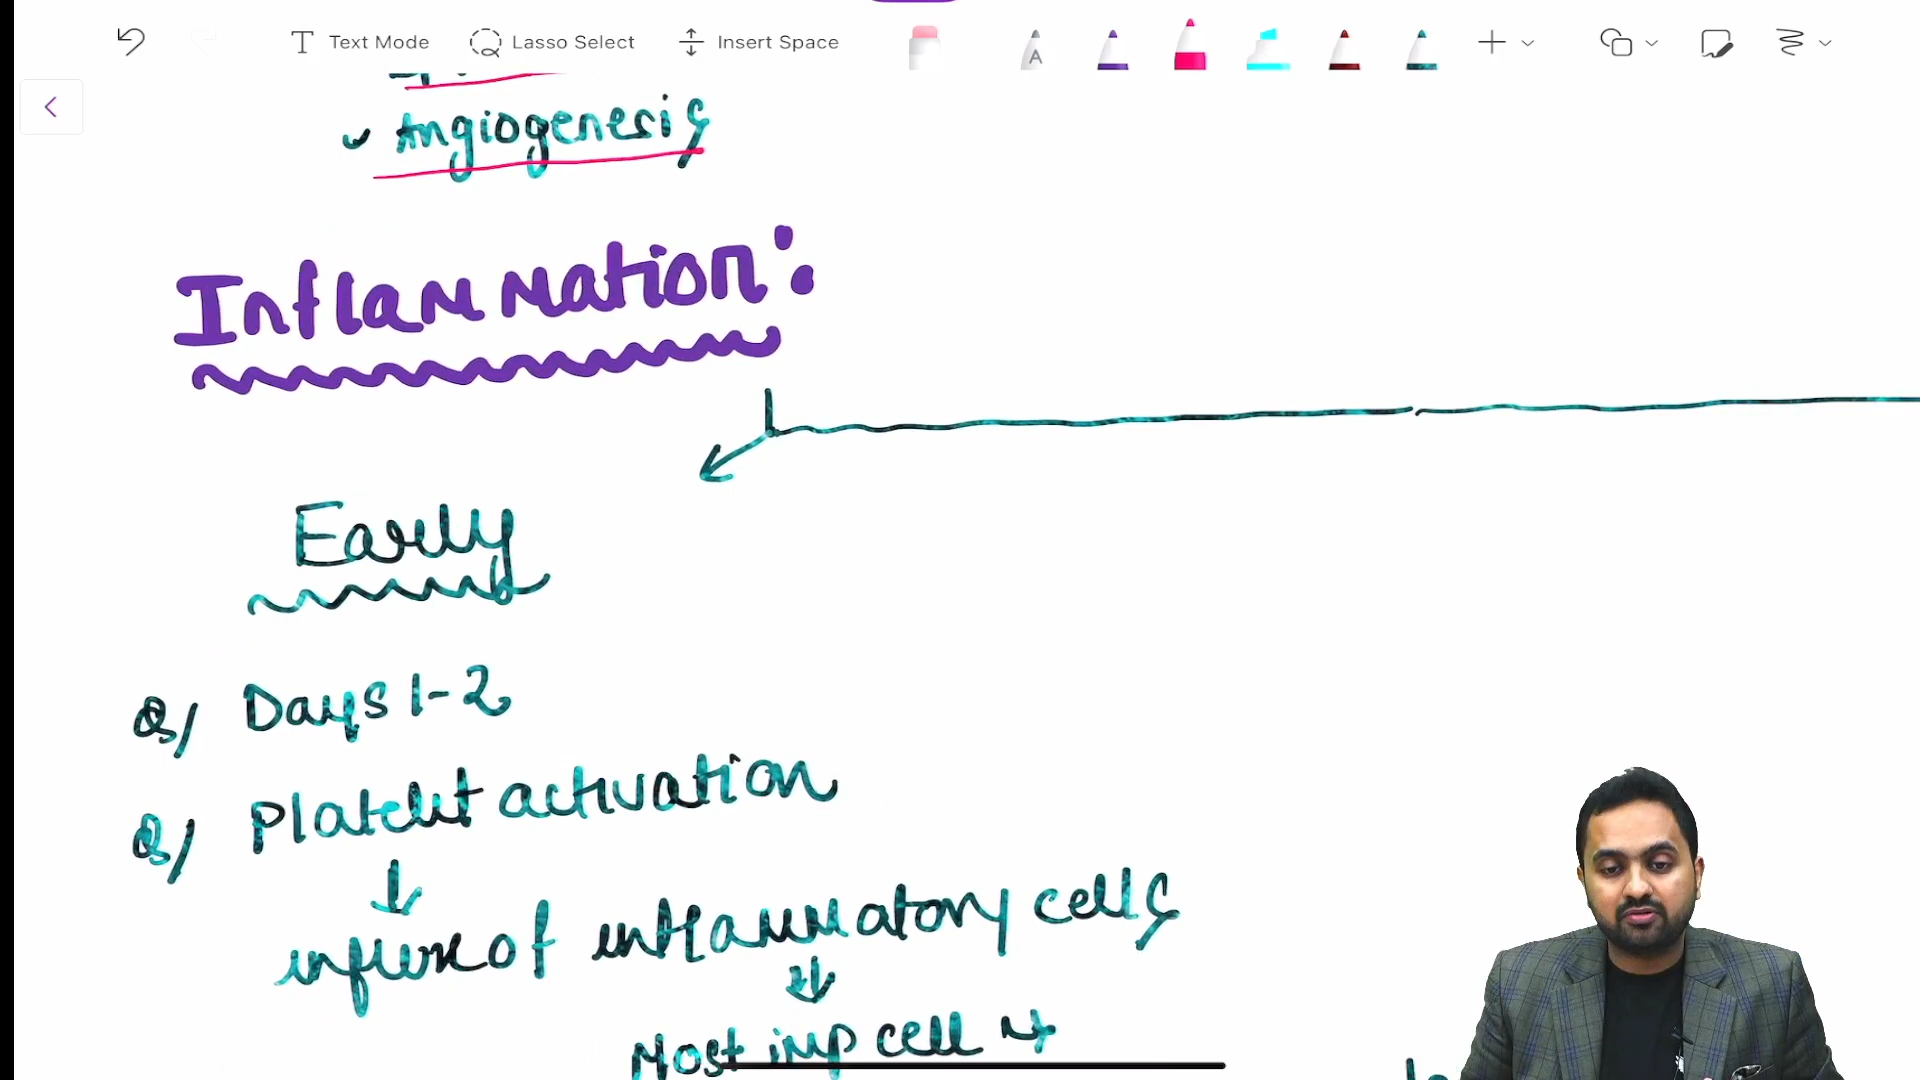 Text Mode Lasso Select Insert Space A
Angiogenesis
Inflammation:
Early
Q/ Days 1-2
Q/ Platelet activation
influx of inflammatory cells
Most imp cell